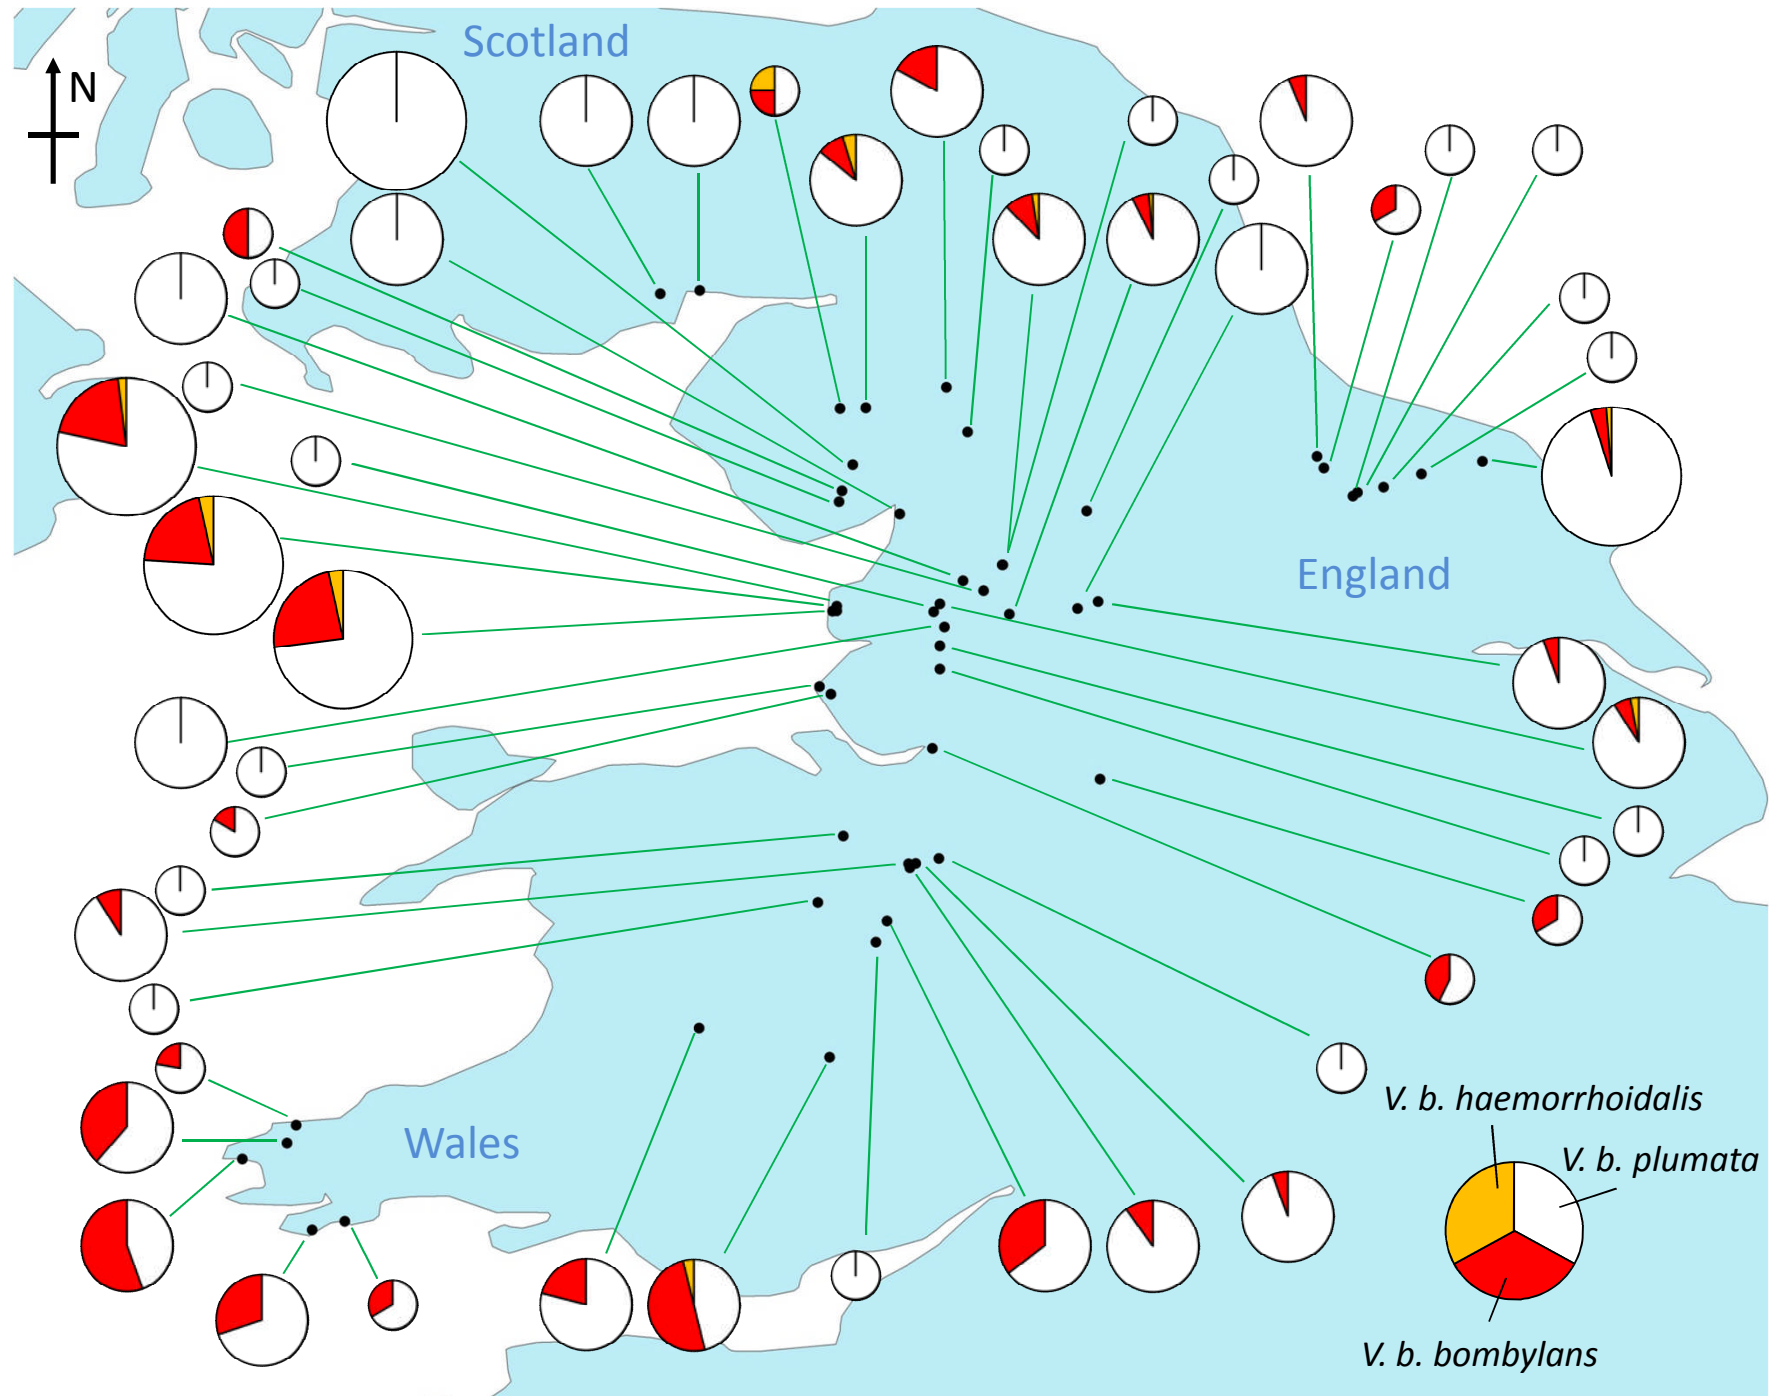 Scotland
N
England
Wales
V. b. haemorrhoidalis
V. b. plumata
V. b. bombylans